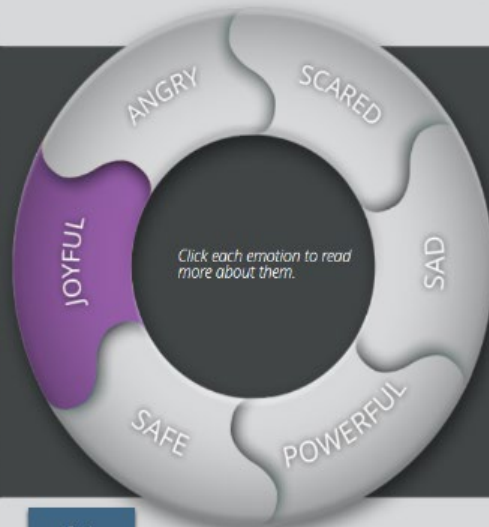 ANGRY
SCARED
JOYFUL
Click each emotion to read
more about them.
SAD
SAFE
POWERFUL